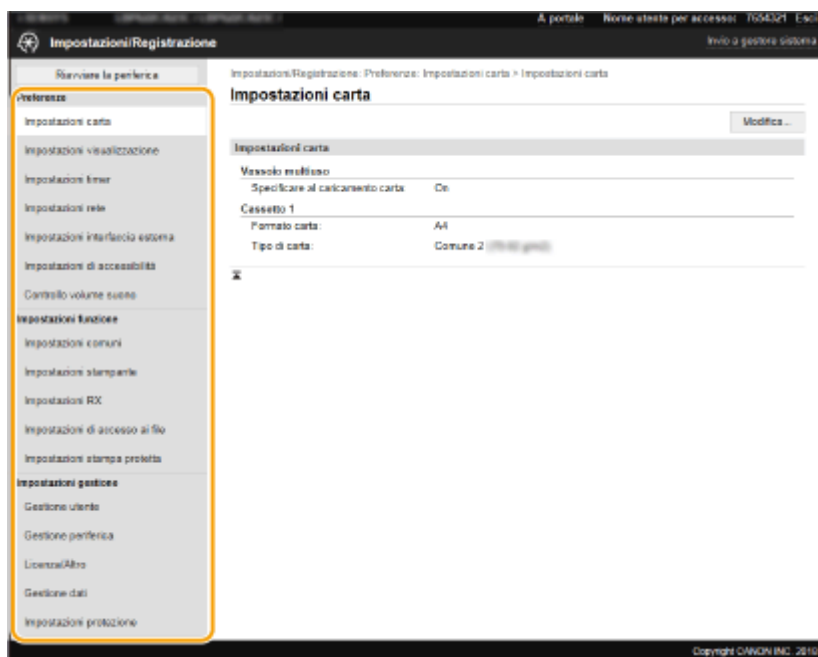 A portale Nome utente per accesso: 7654321 Esci
Impostazioni/Registrazione
Invio a gestore sistema
Riavviare la periferica
Preferenze
Impostazioni carta
Impostazioni visualizzazione
Impostazioni timer
Impostazioni rete
Impostazioni interfaccia esterna
Impostazioni di accessibilità
Controllo volume suono
Impostazioni funzione
Impostazioni comuni
Impostazioni stampante
Impostazioni RX
Impostazioni di accesso ai file
Impostazioni stampa protetta
Impostazioni gestione
Gestione utente
Gestione periferica
Licenza/Altro
Gestione dati
Impostazioni protezione
Impostazioni/Registrazione: Preferenze: Impostazioni carta > Impostazioni carta
Impostazioni carta
Modifica...
Impostazioni carta
Vassoio multiuso
Specificare al caricamento carta: On
Cassetto 1
Formato carta: A4
Tipo di carta: Comune 2
Copyright CANON INC. 2019